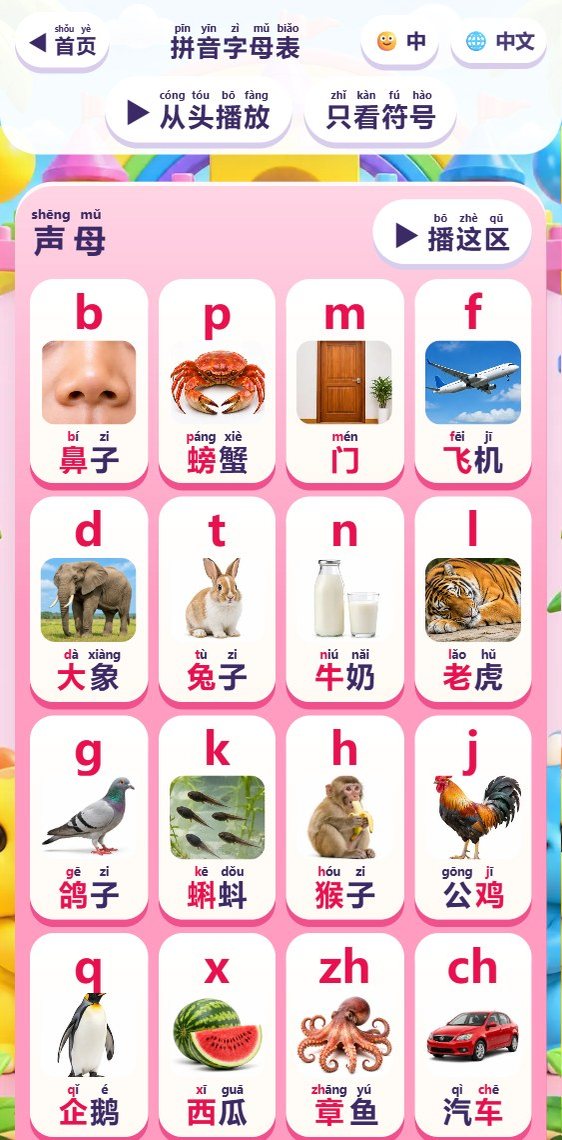 shǒu yè
◀ 首页
pīn yīn zì mǔ biǎo
拼音字母表
中
中文
cóng tóu bō fàng
▶ 从头播放
zhǐ kàn fú hào
只看符号
shēng mǔ
声母
bō zhè qū
▶ 播这区
b
p
m
f
bí zi
鼻子
páng xiè
螃蟹
mén
门
fēi jī
飞机
d
t
n
l
dà xiàng
大象
tù zi
兔子
niú nǎi
牛奶
lǎo hǔ
老虎
g
k
h
j
gē zi
鸽子
kē dǒu
蝌蚪
hóu zi
猴子
gōng jī
公鸡
q
x
zh
ch
qǐ é
企鹅
xī guā
西瓜
zhāng yú
章鱼
qì chē
汽车